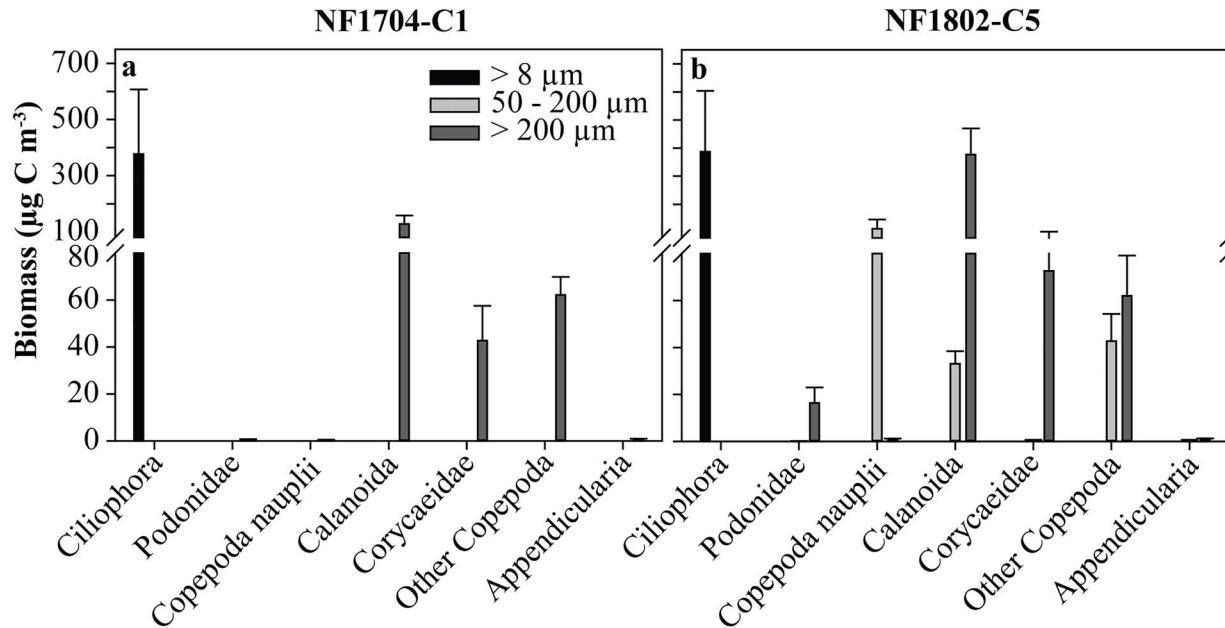 NF1704-C1
NF1802-C5
a
b
> 8 µm
50 - 200 µm
> 200 µm
Biomass (µg C m⁻³)
700
500
300
100
80
60
40
20
0
Ciliophora
Podonidae
Copepoda nauplii
Calanoida
Corycaeidae
Other Copepoda
Appendicularia
Ciliophora
Podonidae
Copepoda nauplii
Calanoida
Corycaeidae
Other Copepoda
Appendicularia